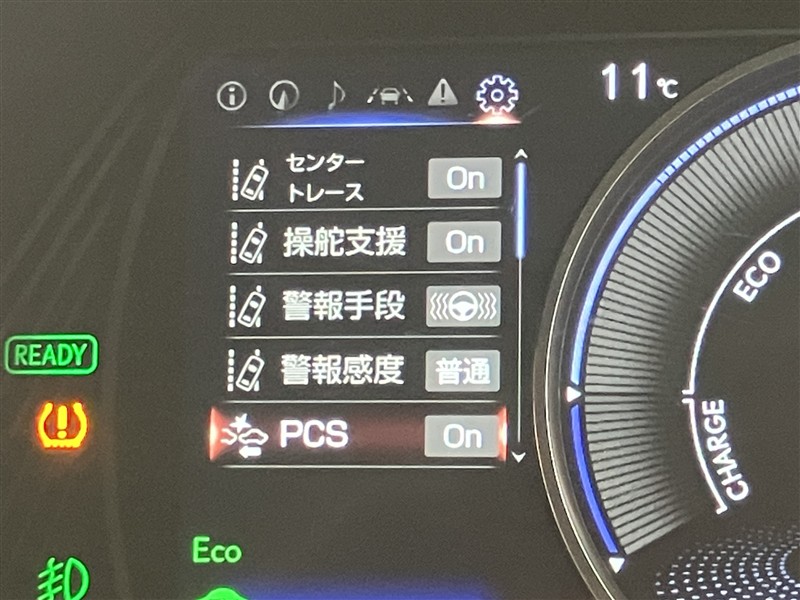 11℃
センター
トレース
On
操舵支援 On
警報手段
警報感度 普通
PCS On
READY
Eco
ECO
CHARGE